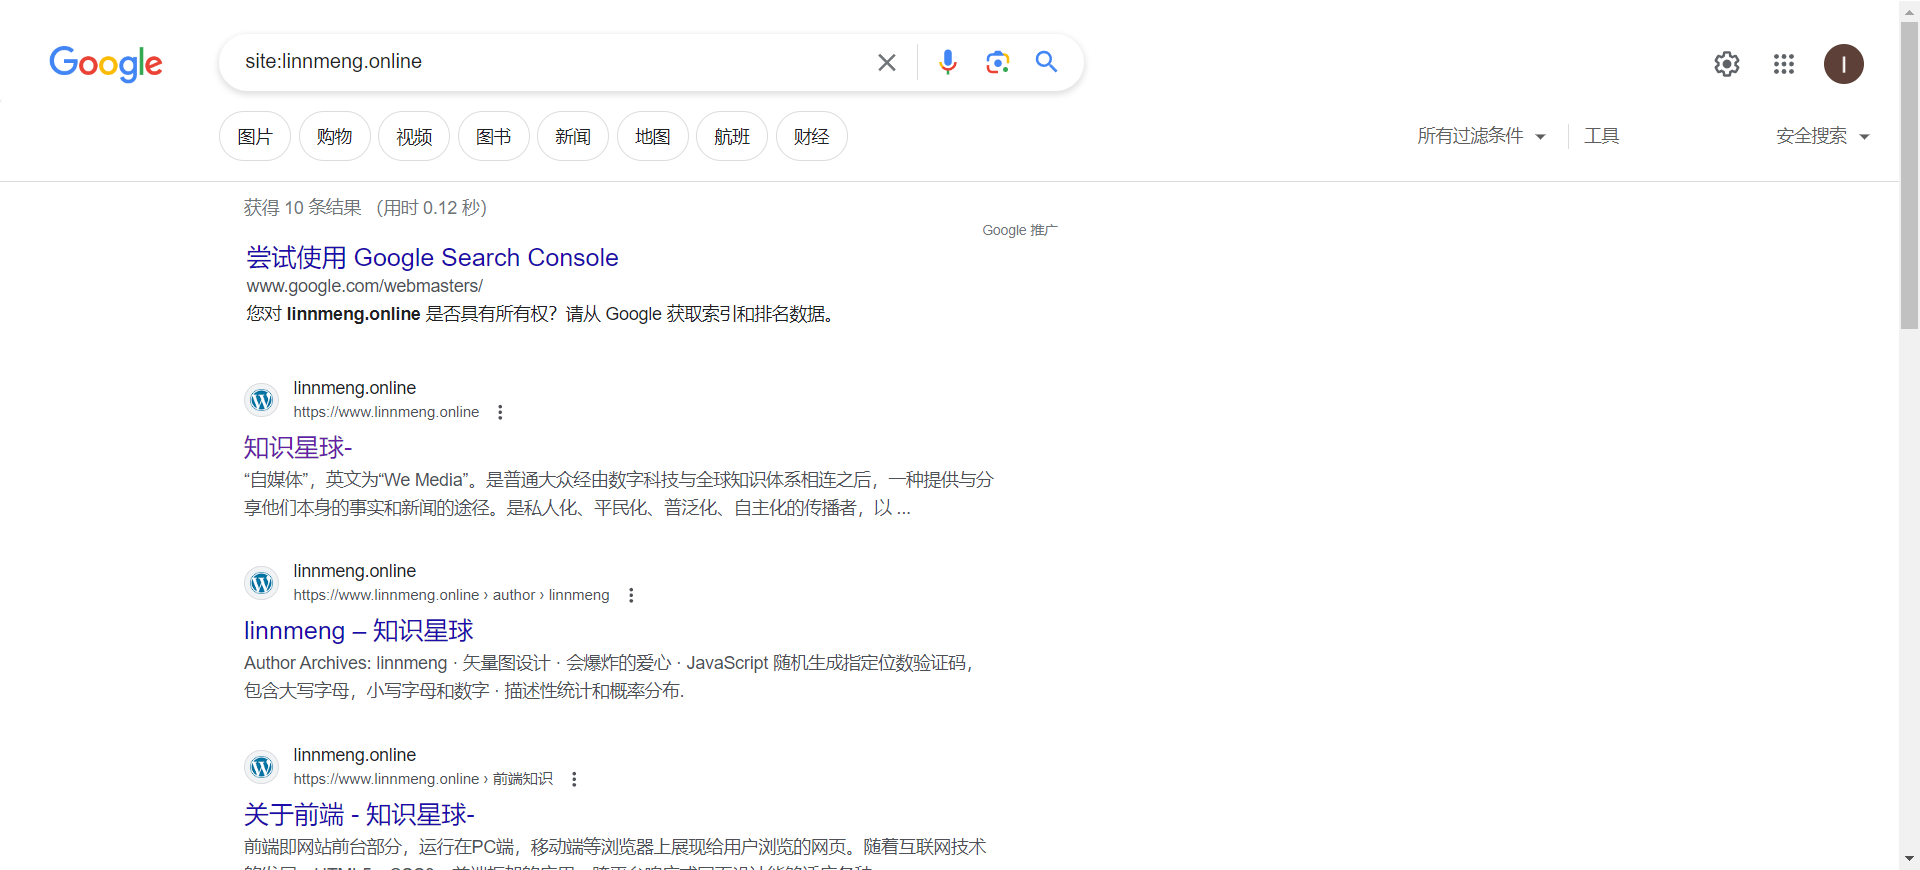 Google
site:linnmeng.online
图片 购物 视频 图书 新闻 地图 航班 财经 所有过滤条件 工具 安全搜索
I
获得 10 条结果 （用时 0.12 秒）
Google 推广
尝试使用 Google Search Console
www.google.com/webmasters/
您对 linnmeng.online 是否具有所有权？请从 Google 获取索引和排名数据。
linnmeng.online
https://www.linnmeng.online
知识星球-
“自媒体”，英文为“We Media”。是普通大众经由数字科技与全球知识体系相连之后，一种提供与分
享他们本身的事实和新闻的途径。是私人化、平民化、普泛化、自主化的传播者，以 ...
linnmeng.online
https://www.linnmeng.online › author › linnmeng
linnmeng – 知识星球
Author Archives: linnmeng · 矢量图设计 · 会爆炸的爱心 · JavaScript 随机生成指定位数验证码，
包含大写字母，小写字母和数字 · 描述性统计和概率分布.
linnmeng.online
https://www.linnmeng.online › 前端知识
关于前端 - 知识星球-
前端即网站前台部分，运行在PC端，移动端等浏览器上展现给用户浏览的网页。随着互联网技术